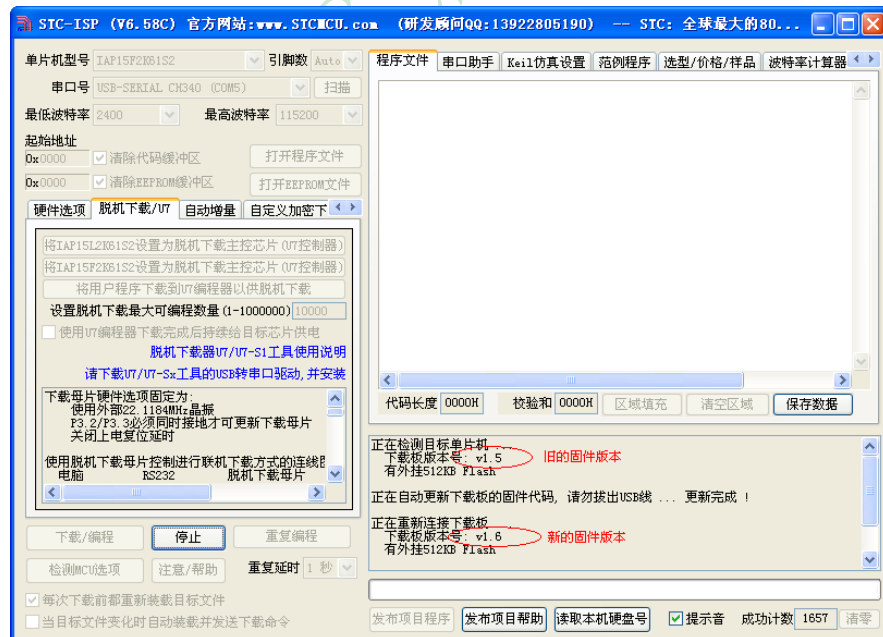 STC-ISP (V6.58C) 官方网站:www.STCMCU.com (研发顾问QQ:13922805190) -- STC: 全球最大的80...
单片机型号 IAP15F2K61S2 引脚数 Auto
串口号 USB-SERIAL CH340 (COM5) 扫描
最低波特率 2400 最高波特率 115200
起始地址
0x0000 清除代码缓冲区 打开程序文件
0x0000 清除EEPROM缓冲区 打开EEPROM文件
硬件选项 脱机下载/U7 自动增量 自定义加密下
将IAP15L2K61S2设置为脱机下载主控芯片(U7控制器)
将IAP15F2K61S2设置为脱机下载主控芯片(U7控制器)
将用户程序下载到U7编程器以供脱机下载
设置脱机下载最大可编程数量(1-1000000) 10000
使用U7编程器下载完成后持续给目标芯片供电
脱机下载器U7/U7-S1工具使用说明
请下载U7/U7-Sx工具的USB转串口驱动,并安装
下载母片硬件选项固定为:
使用外部22.1184MHz晶振
P3.2/P3.3必须同时接地才可更新下载母片
关闭上电复位延时
使用脱机下载母片控制进行联机下载方式的连线
电脑 RS232 脱机下载母片
下载/编程 停止 重复编程
检测MCU选项 注意/帮助 重复延时 1 秒
每次下载前都重新装载目标文件
当目标文件变化时自动装载并发送下载命令
程序文件 串口助手 Keil仿真设置 范例程序 选型/价格/样品 波特率计算器
代码长度 0000H 校验和 0000H 区域填充 清空区域 保存数据
正在检测目标单片机 ...
下载板版本号: v1.5 旧的固件版本
有外挂512KB Flash
正在自动更新下载板的固件代码, 请勿拔出USB线 ... 更新完成 !
正在重新连接下载板 ...
下载板版本号: v1.6 新的固件版本
有外挂512KB Flash
发布项目程序 发布项目帮助 读取本机硬盘号 提示音 成功计数 1657 清零